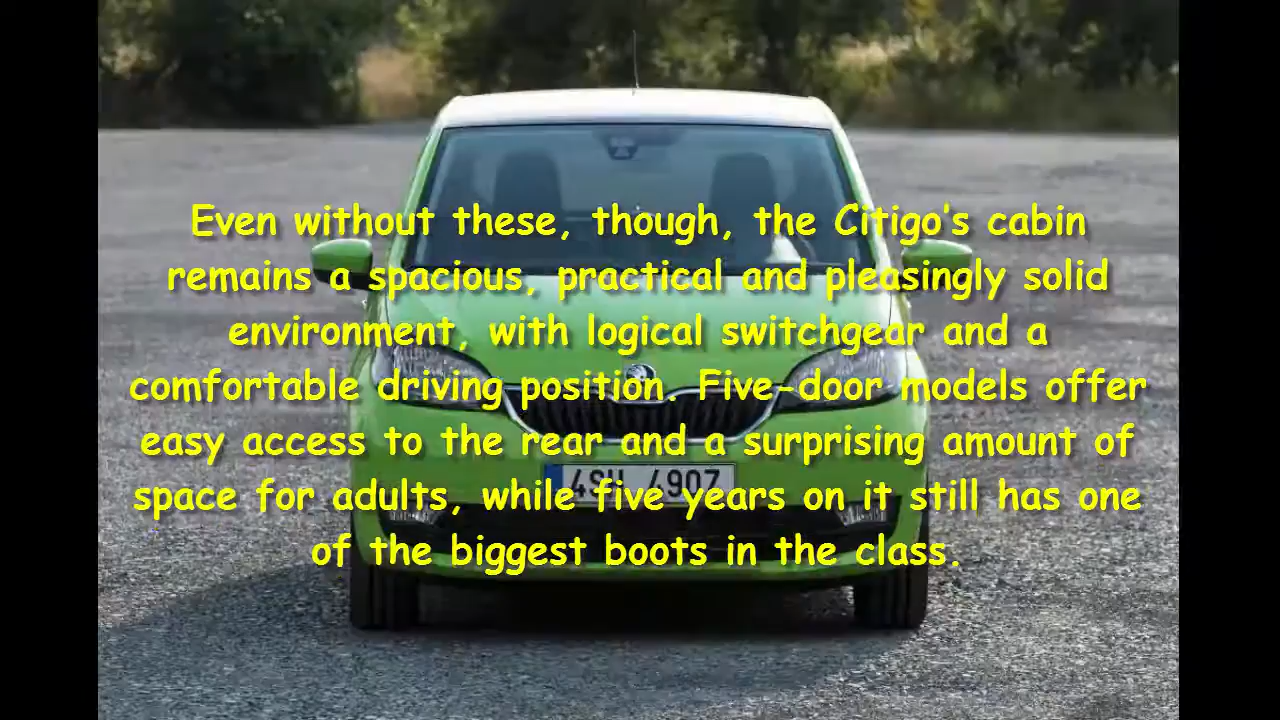 Even without these, though, the Citigo's cabin
remains a spacious, practical and pleasingly solid
environment, with logical switchgear and a
comfortable driving position. Five-door models offer
easy access to the rear and a surprising amount of
space for adults, while five years on it still has one
of the biggest boots in the class.
4907